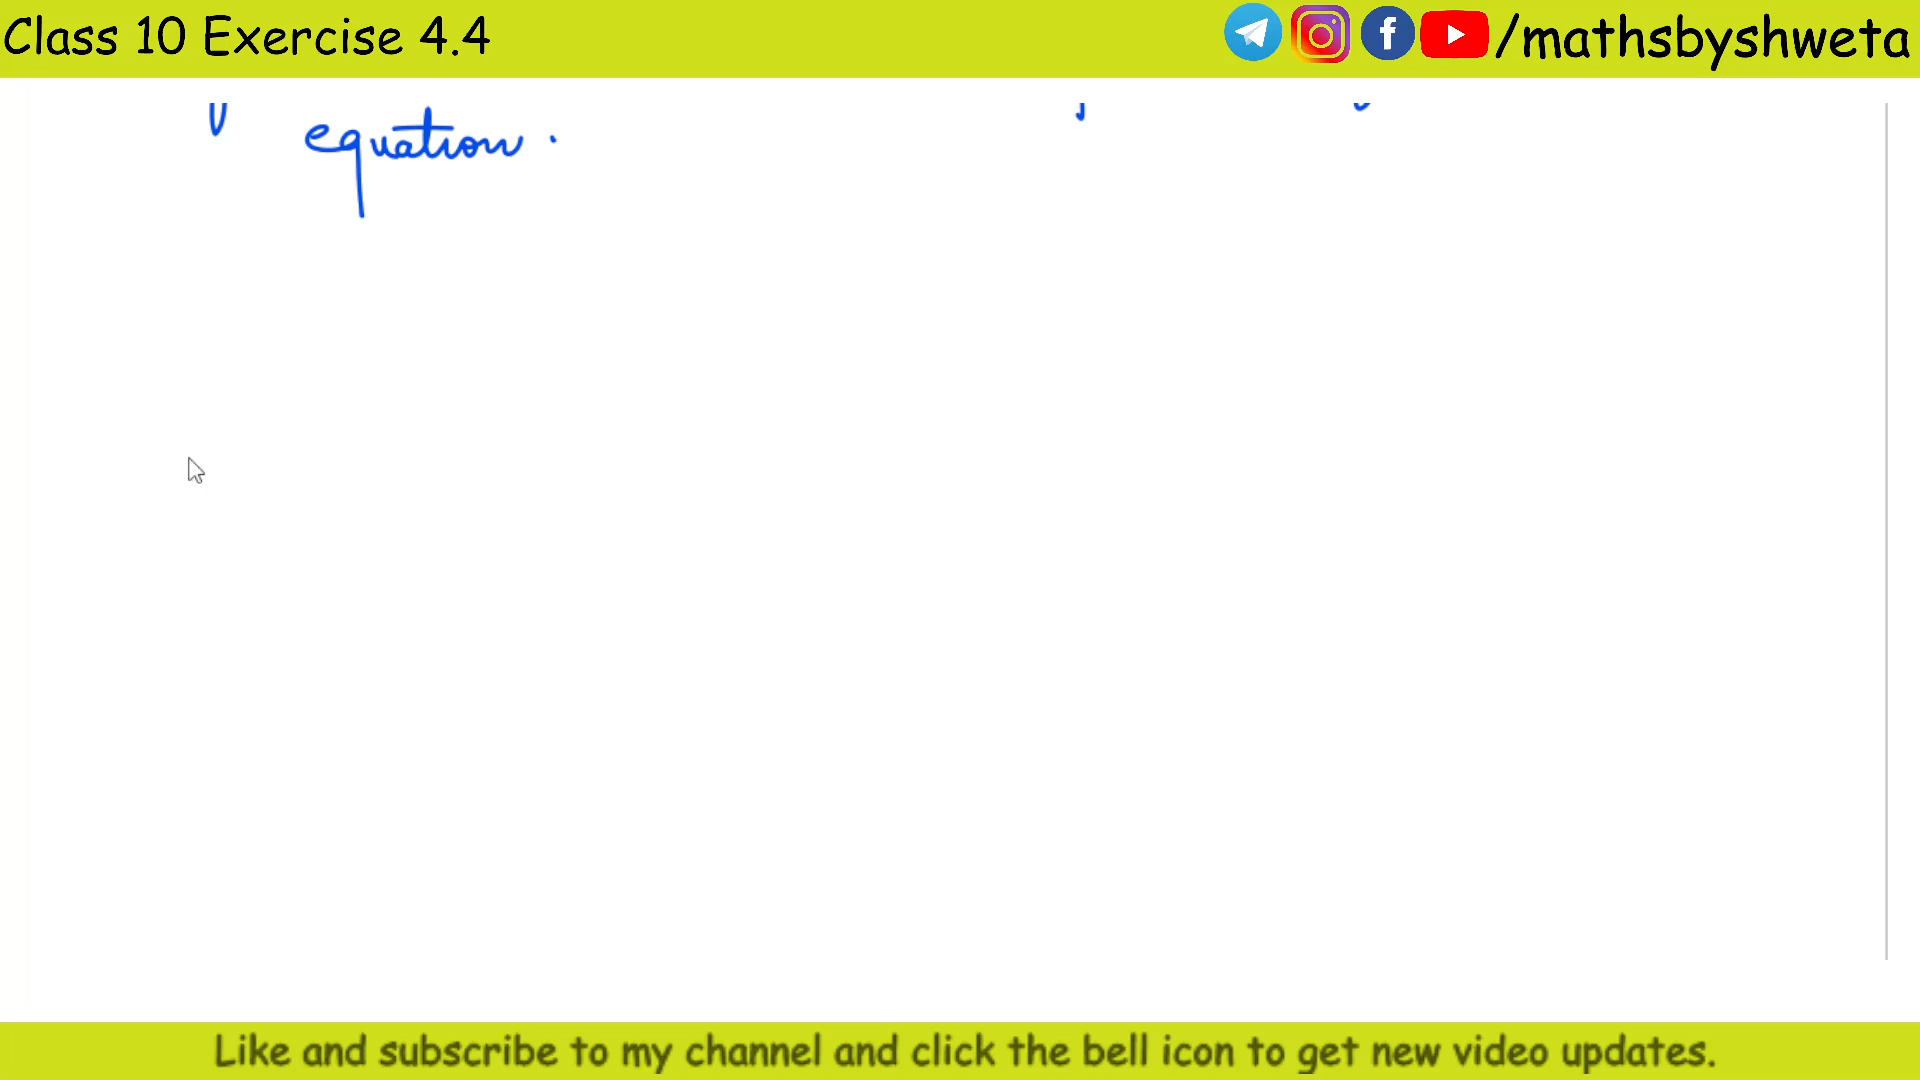 Class 10 Exercise 4.4
/mathsbyshweta
equation.
Like and subscribe to my channel and click the bell icon to get new video updates.